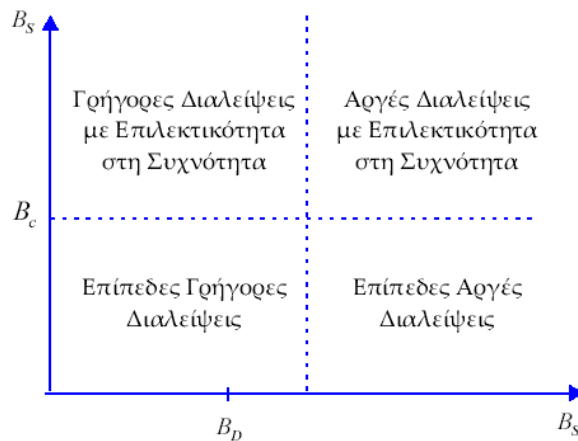 B_S
Γρήγορες Διαλείψεις
με Επιλεκτικότητα
στη Συχνότητα
Αργές Διαλείψεις
με Επιλεκτικότητα
στη Συχνότητα
B_c
Επίπεδες Γρήγορες
Διαλείψεις
Επίπεδες Αργές
Διαλείψεις
B_D
B_S